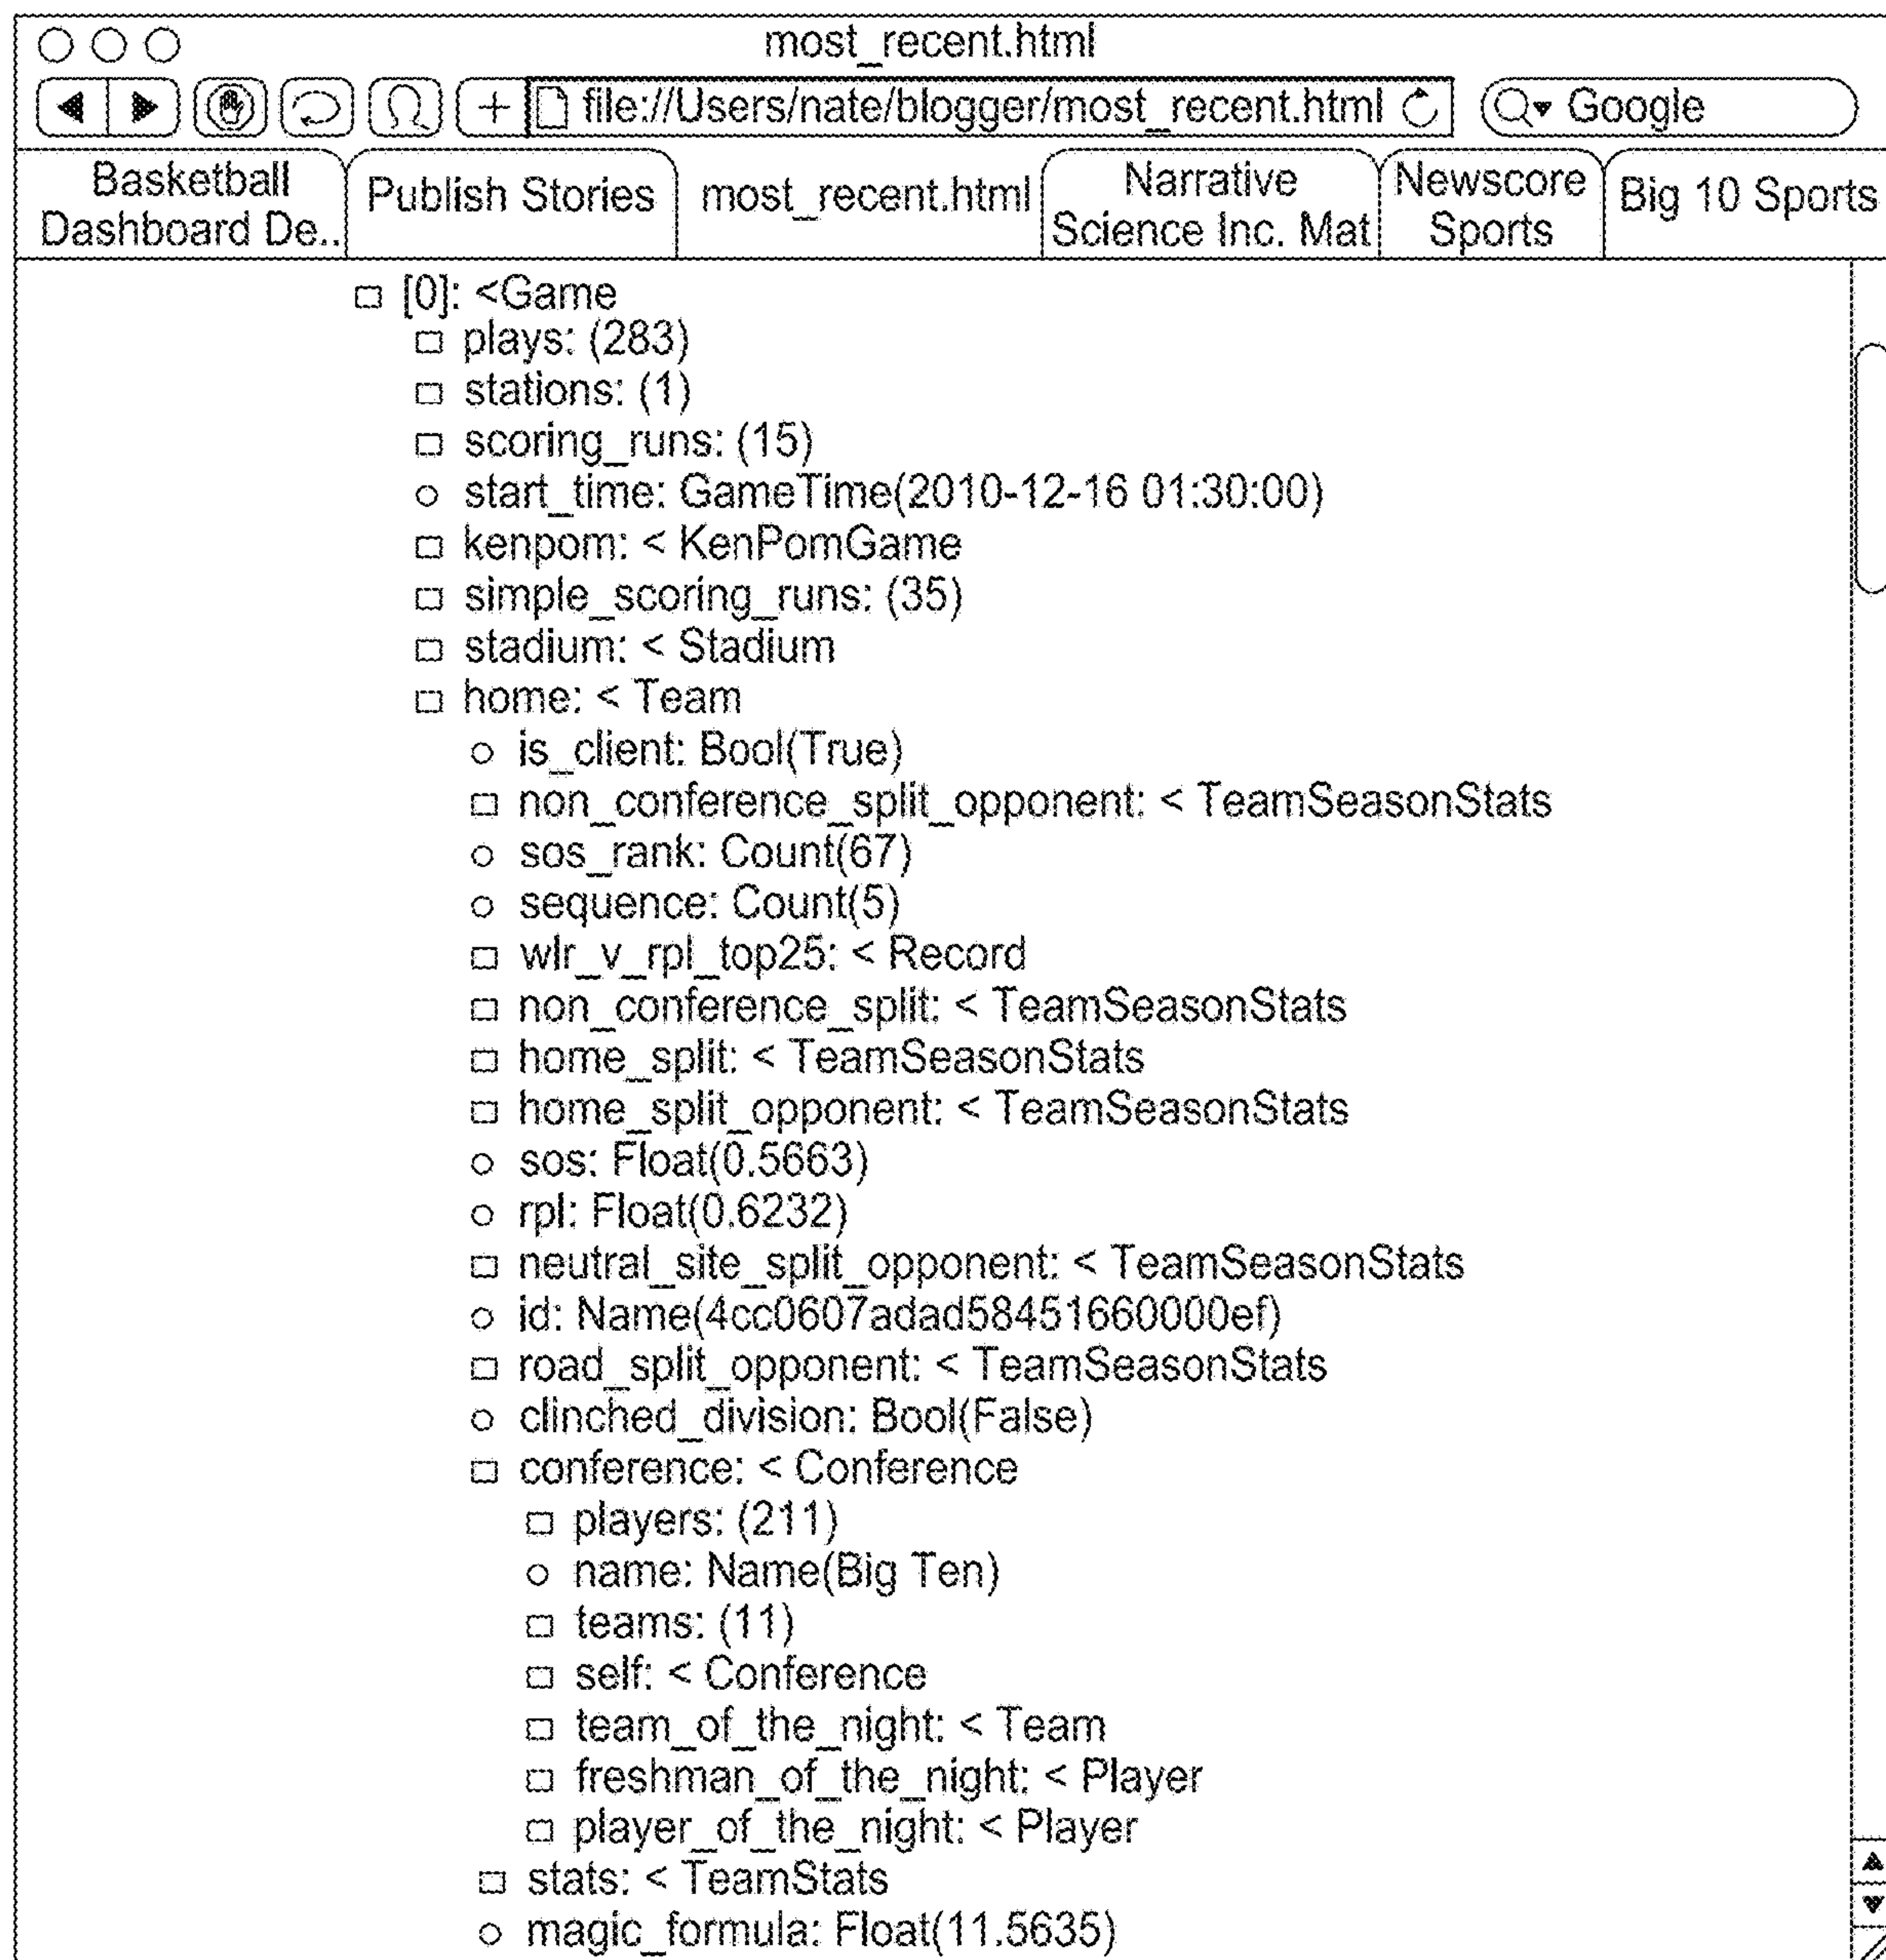 most_recent.html
file://Users/nate/blogger/most_recent.html
Google
Basketball
Dashboard De..
Publish Stories
most_recent.html
Narrative
Science Inc. Mat
Newscore
Sports
Big 10 Sports
[0]: <Game
plays: (283)
stations: (1)
scoring_runs: (15)
start_time: GameTime(2010-12-16 01:30:00)
kenpom: < KenPomGame
simple_scoring_runs: (35)
stadium: < Stadium
home: < Team
is_client: Bool(True)
non_conference_split_opponent: < TeamSeasonStats
sos_rank: Count(67)
sequence: Count(5)
wlr_v_rpl_top25: < Record
non_conference_split: < TeamSeasonStats
home_split: < TeamSeasonStats
home_split_opponent: < TeamSeasonStats
sos: Float(0.5663)
rpl: Float(0.6232)
neutral_site_split_opponent: < TeamSeasonStats
id: Name(4cc0607adad58451660000ef)
road_split_opponent: < TeamSeasonStats
clinched_division: Bool(False)
conference: < Conference
players: (211)
name: Name(Big Ten)
teams: (11)
self: < Conference
team_of_the_night: < Team
freshman_of_the_night: < Player
player_of_the_night: < Player
stats: < TeamStats
magic_formula: Float(11.5635)